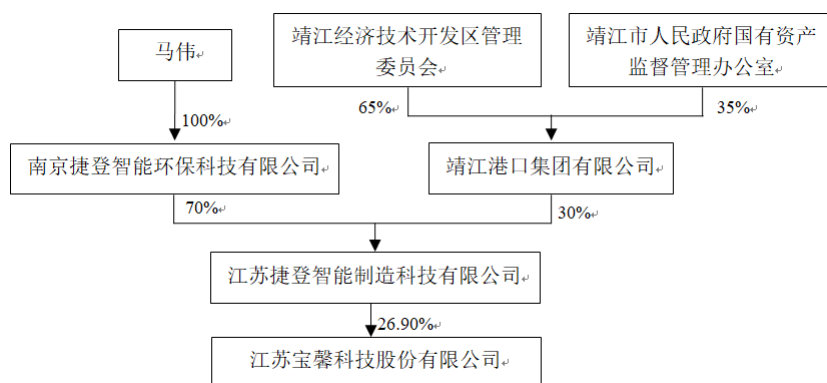 马伟
靖江经济技术开发区管理
委员会
靖江市人民政府国有资产
监督管理办公室
100%
65%
35%
南京捷登智能环保科技有限公司
靖江港口集团有限公司
70%
30%
江苏捷登智能制造科技有限公司
26.90%
江苏宝馨科技股份有限公司